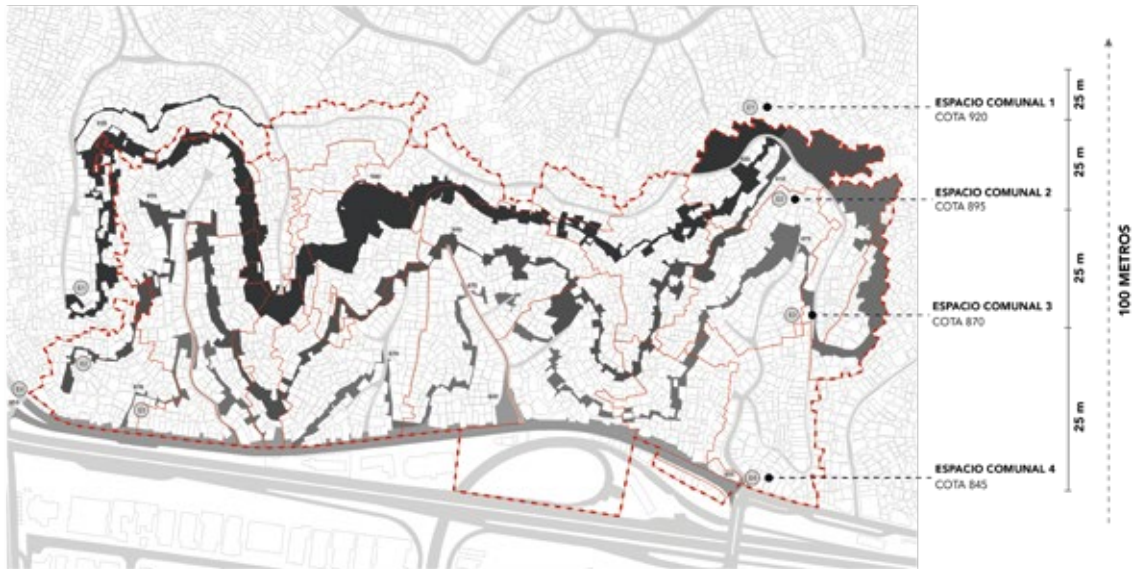 ESPACIO COMUNAL 1
COTA 920
ESPACIO COMUNAL 2
COTA 895
ESPACIO COMUNAL 3
COTA 870
ESPACIO COMUNAL 4
COTA 845
25 m
25 m
25 m
25 m
100 METROS